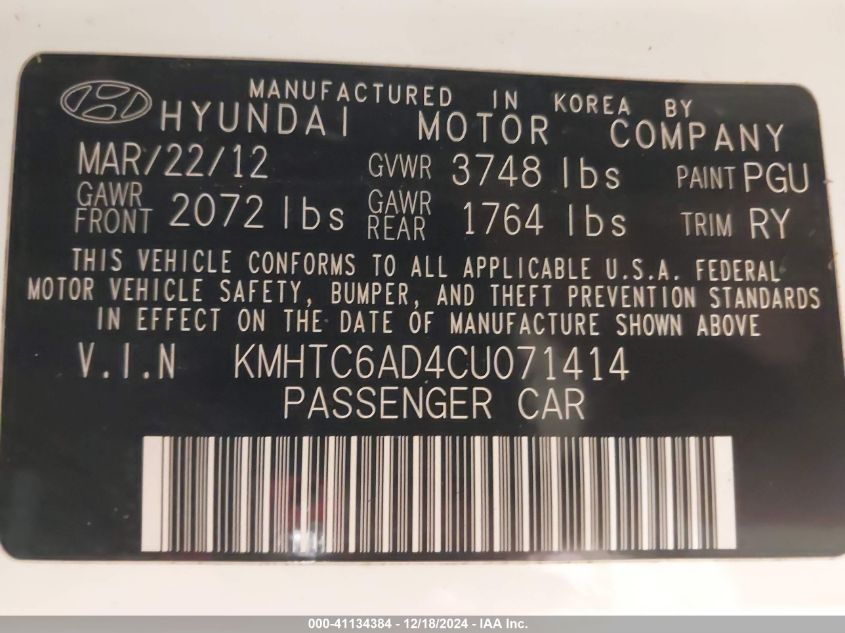 MANUFACTURED IN KOREA BY
HYUNDAI MOTOR COMPANY
MAR/22/12 GVWR 3748 lbs PAINT PGU
GAWR FRONT 2072 lbs GAWR REAR 1764 lbs TRIM RY
THIS VEHICLE CONFORMS TO ALL APPLICABLE U.S.A. FEDERAL
MOTOR VEHICLE SAFETY, BUMPER, AND THEFT PREVENTION STANDARDS
IN EFFECT ON THE DATE OF MANUFACTURE SHOWN ABOVE
V.I.N KMHTC6AD4CU071414
PASSENGER CAR
000-41134384 - 12/18/2024 - IAA Inc.